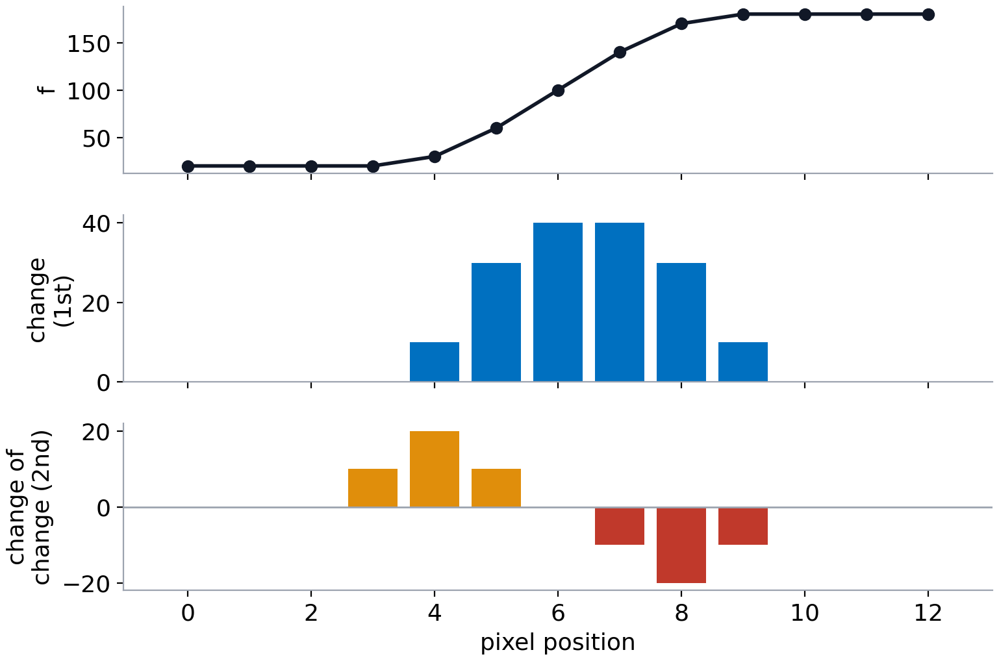 f
150
100
50
change
(1st)
40
20
0
change of
change (2nd)
20
0
−20
0 2 4 6 8 10 12
pixel position